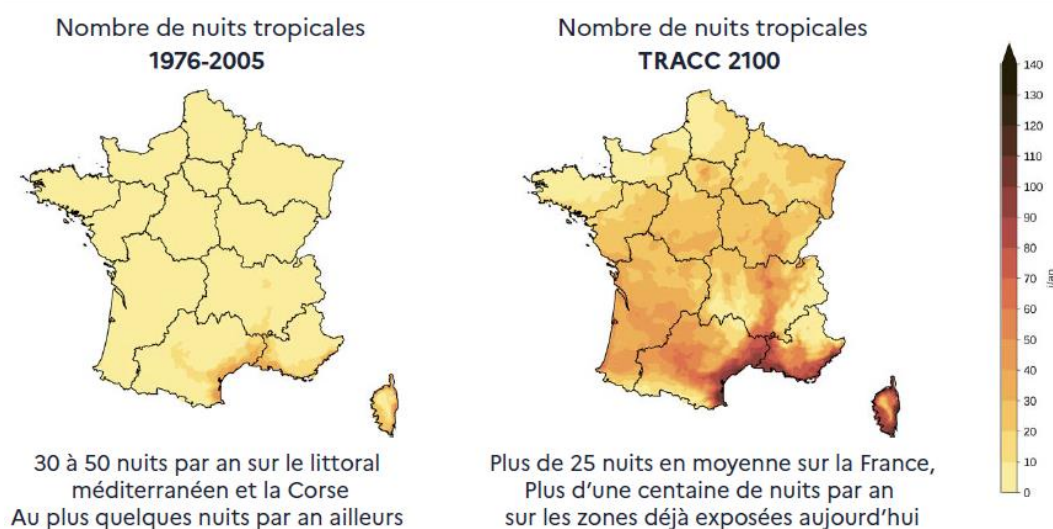 Nombre de nuits tropicales
1976-2005
Nombre de nuits tropicales
TRACC 2100
140
130
120
110
100
90
80
70
60
50
40
30
20
10
0
j/an
30 à 50 nuits par an sur le littoral
méditerranéen et la Corse
Au plus quelques nuits par an ailleurs
Plus de 25 nuits en moyenne sur la France,
Plus d'une centaine de nuits par an
sur les zones déjà exposées aujourd'hui